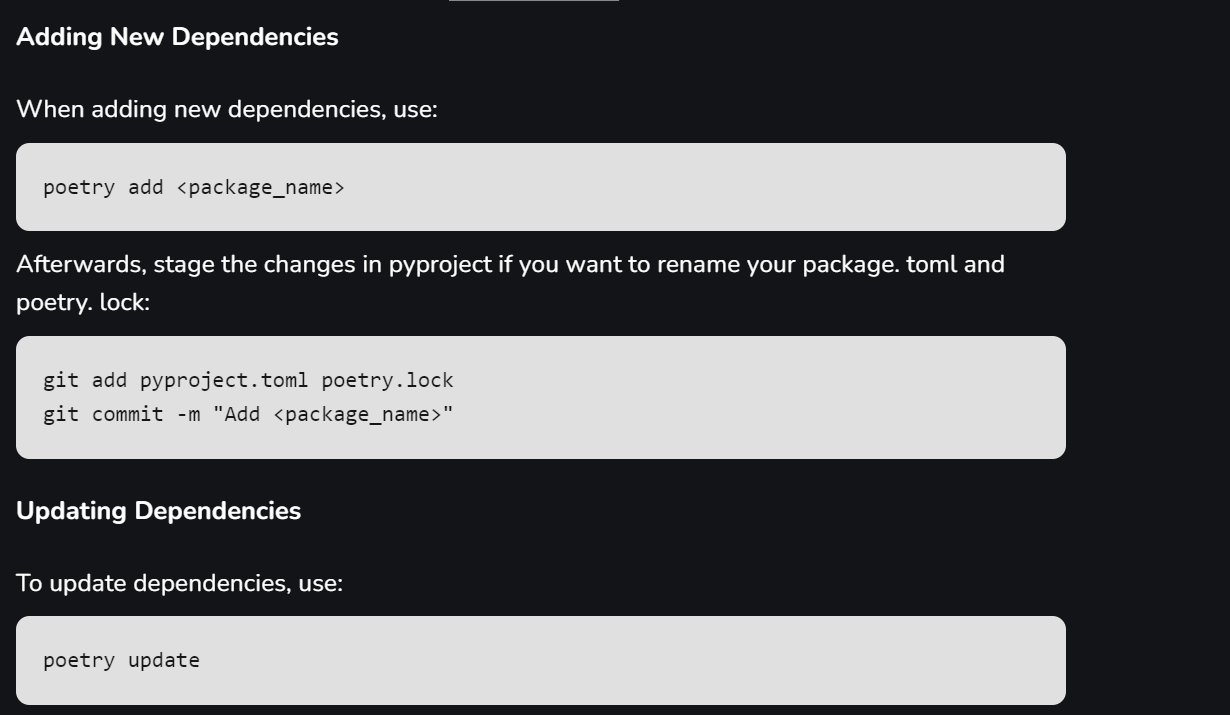 Adding New Dependencies
When adding new dependencies, use:
poetry add <package_name>
Afterwards, stage the changes in pyproject if you want to rename your package. toml and
poetry. lock:
git add pyproject.toml poetry.lock
git commit -m "Add <package_name>"
Updating Dependencies
To update dependencies, use:
poetry update